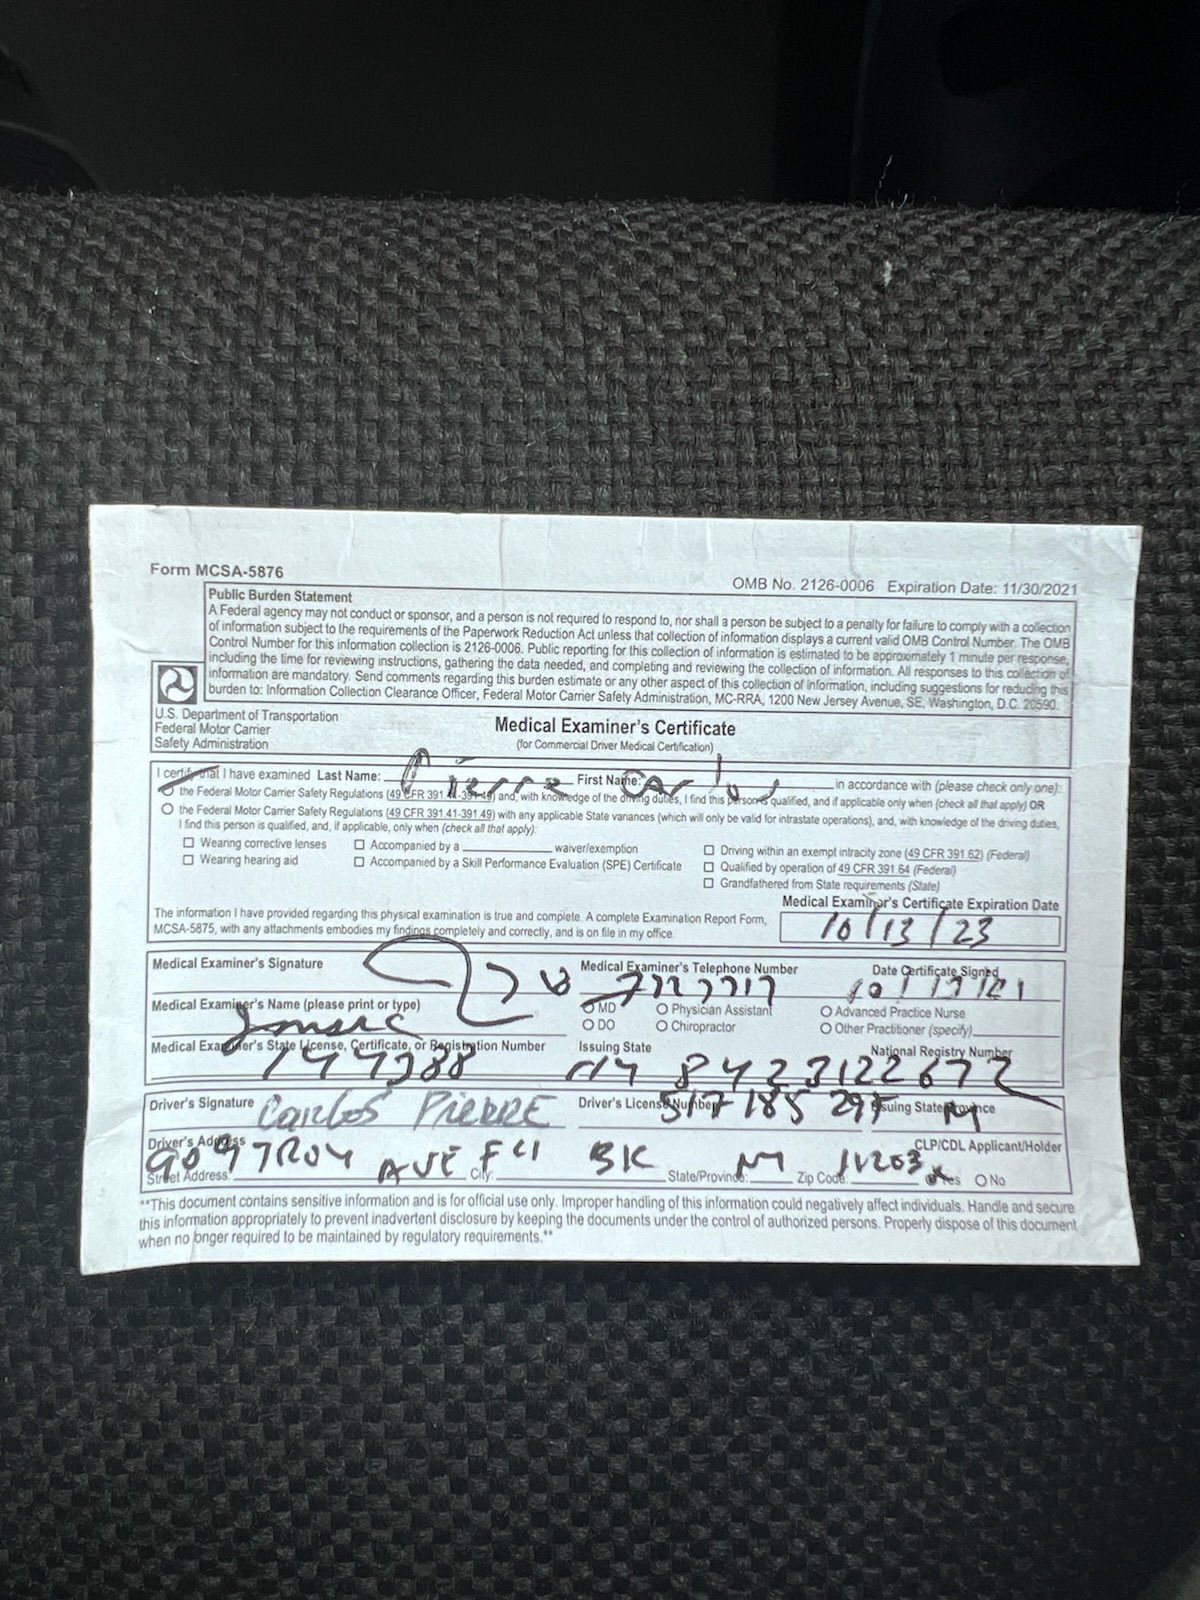 Form MCSA-5876
OMB No. 2126-0006 Expiration Date: 11/30/2021
Public Burden Statement
A Federal agency may not conduct or sponsor, and a person is not required to respond to, nor shall a person be subject to a penalty for failure to comply with a collection
of information subject to the requirements of the Paperwork Reduction Act unless that collection of information displays a current valid OMB Control Number. The OMB
Control Number for this information collection is 2126-0006. Public reporting for this collection of information is estimated to be approximately 1 minute per response,
including the time for reviewing instructions, gathering the data needed, and completing and reviewing the collection of information. All responses to this collection of
information are mandatory. Send comments regarding this burden estimate or any other aspect of this collection of information, including suggestions for reducing this
burden to: Information Collection Clearance Officer, Federal Motor Carrier Safety Administration, MC-RRA, 1200 New Jersey Avenue, SE, Washington, D.C. 20590.
U.S. Department of Transportation
Federal Motor Carrier
Safety Administration
Medical Examiner's Certificate
(for Commercial Driver Medical Certification)
I certify that I have examined Last Name: Pierre First Name: Carlos in accordance with (please check only one):
the Federal Motor Carrier Safety Regulations (49 CFR 391.41-391.49) and, with knowledge of the driving duties, I find this person is qualified, and if applicable only when (check all that apply) OR
the Federal Motor Carrier Safety Regulations (49 CFR 391.41-391.49) with any applicable State variances (which will only be valid for intrastate operations), and, with knowledge of the driving duties,
I find this person is qualified, and, if applicable, only when (check all that apply):
Wearing corrective lenses Accompanied by a waiver/exemption Driving within an exempt intracity zone (49 CFR 391.62) (Federal)
Wearing hearing aid Accompanied by a Skill Performance Evaluation (SPE) Certificate Qualified by operation of 49 CFR 391.64 (Federal)
Grandfathered from State requirements (State)
The information I have provided regarding this physical examination is true and complete. A complete Examination Report Form,
MCSA-5875, with any attachments embodies my findings completely and correctly, and is on file in my office.
Medical Examiner's Certificate Expiration Date
10/13/23
Medical Examiner's Signature Medical Examiner's Telephone Number Date Certificate Signed
Medical Examiner's Name (please print or type) MD Physician Assistant Advanced Practice Nurse
DO Chiropractor Other Practitioner (specify)
Medical Examiner's State License, Certificate, or Registration Number Issuing State National Registry Number
Driver's Signature Carlos PIERRE Driver's License Number 517 185 295 Issuing State/Province
Driver's Address
Street Address: TROY AVE City: BK State/Province: Zip Code: 11203
CLP/CDL Applicant/Holder
Yes No
**This document contains sensitive information and is for official use only. Improper handling of this information could negatively affect individuals. Handle and secure
this information appropriately to prevent inadvertent disclosure by keeping the documents under the control of authorized persons. Properly dispose of this document
when no longer required to be maintained by regulatory requirements.**